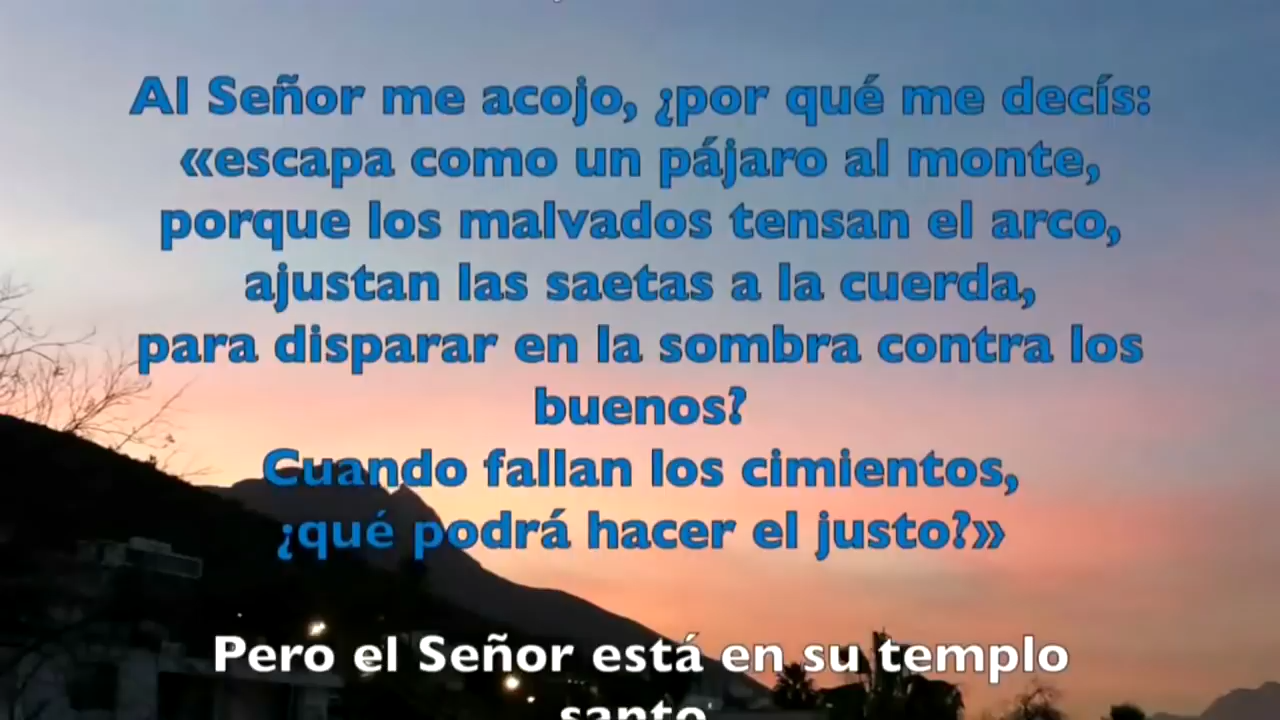 Al Señor me acojo, ¿por qué me decís:
«escapa como un pájaro al monte,
porque los malvados tensan el arco,
ajustan las saetas a la cuerda,
para disparar en la sombra contra los
buenos?
Cuando fallan los cimientos,
¿qué podrá hacer el justo?»
Pero el Señor está en su templo
santo